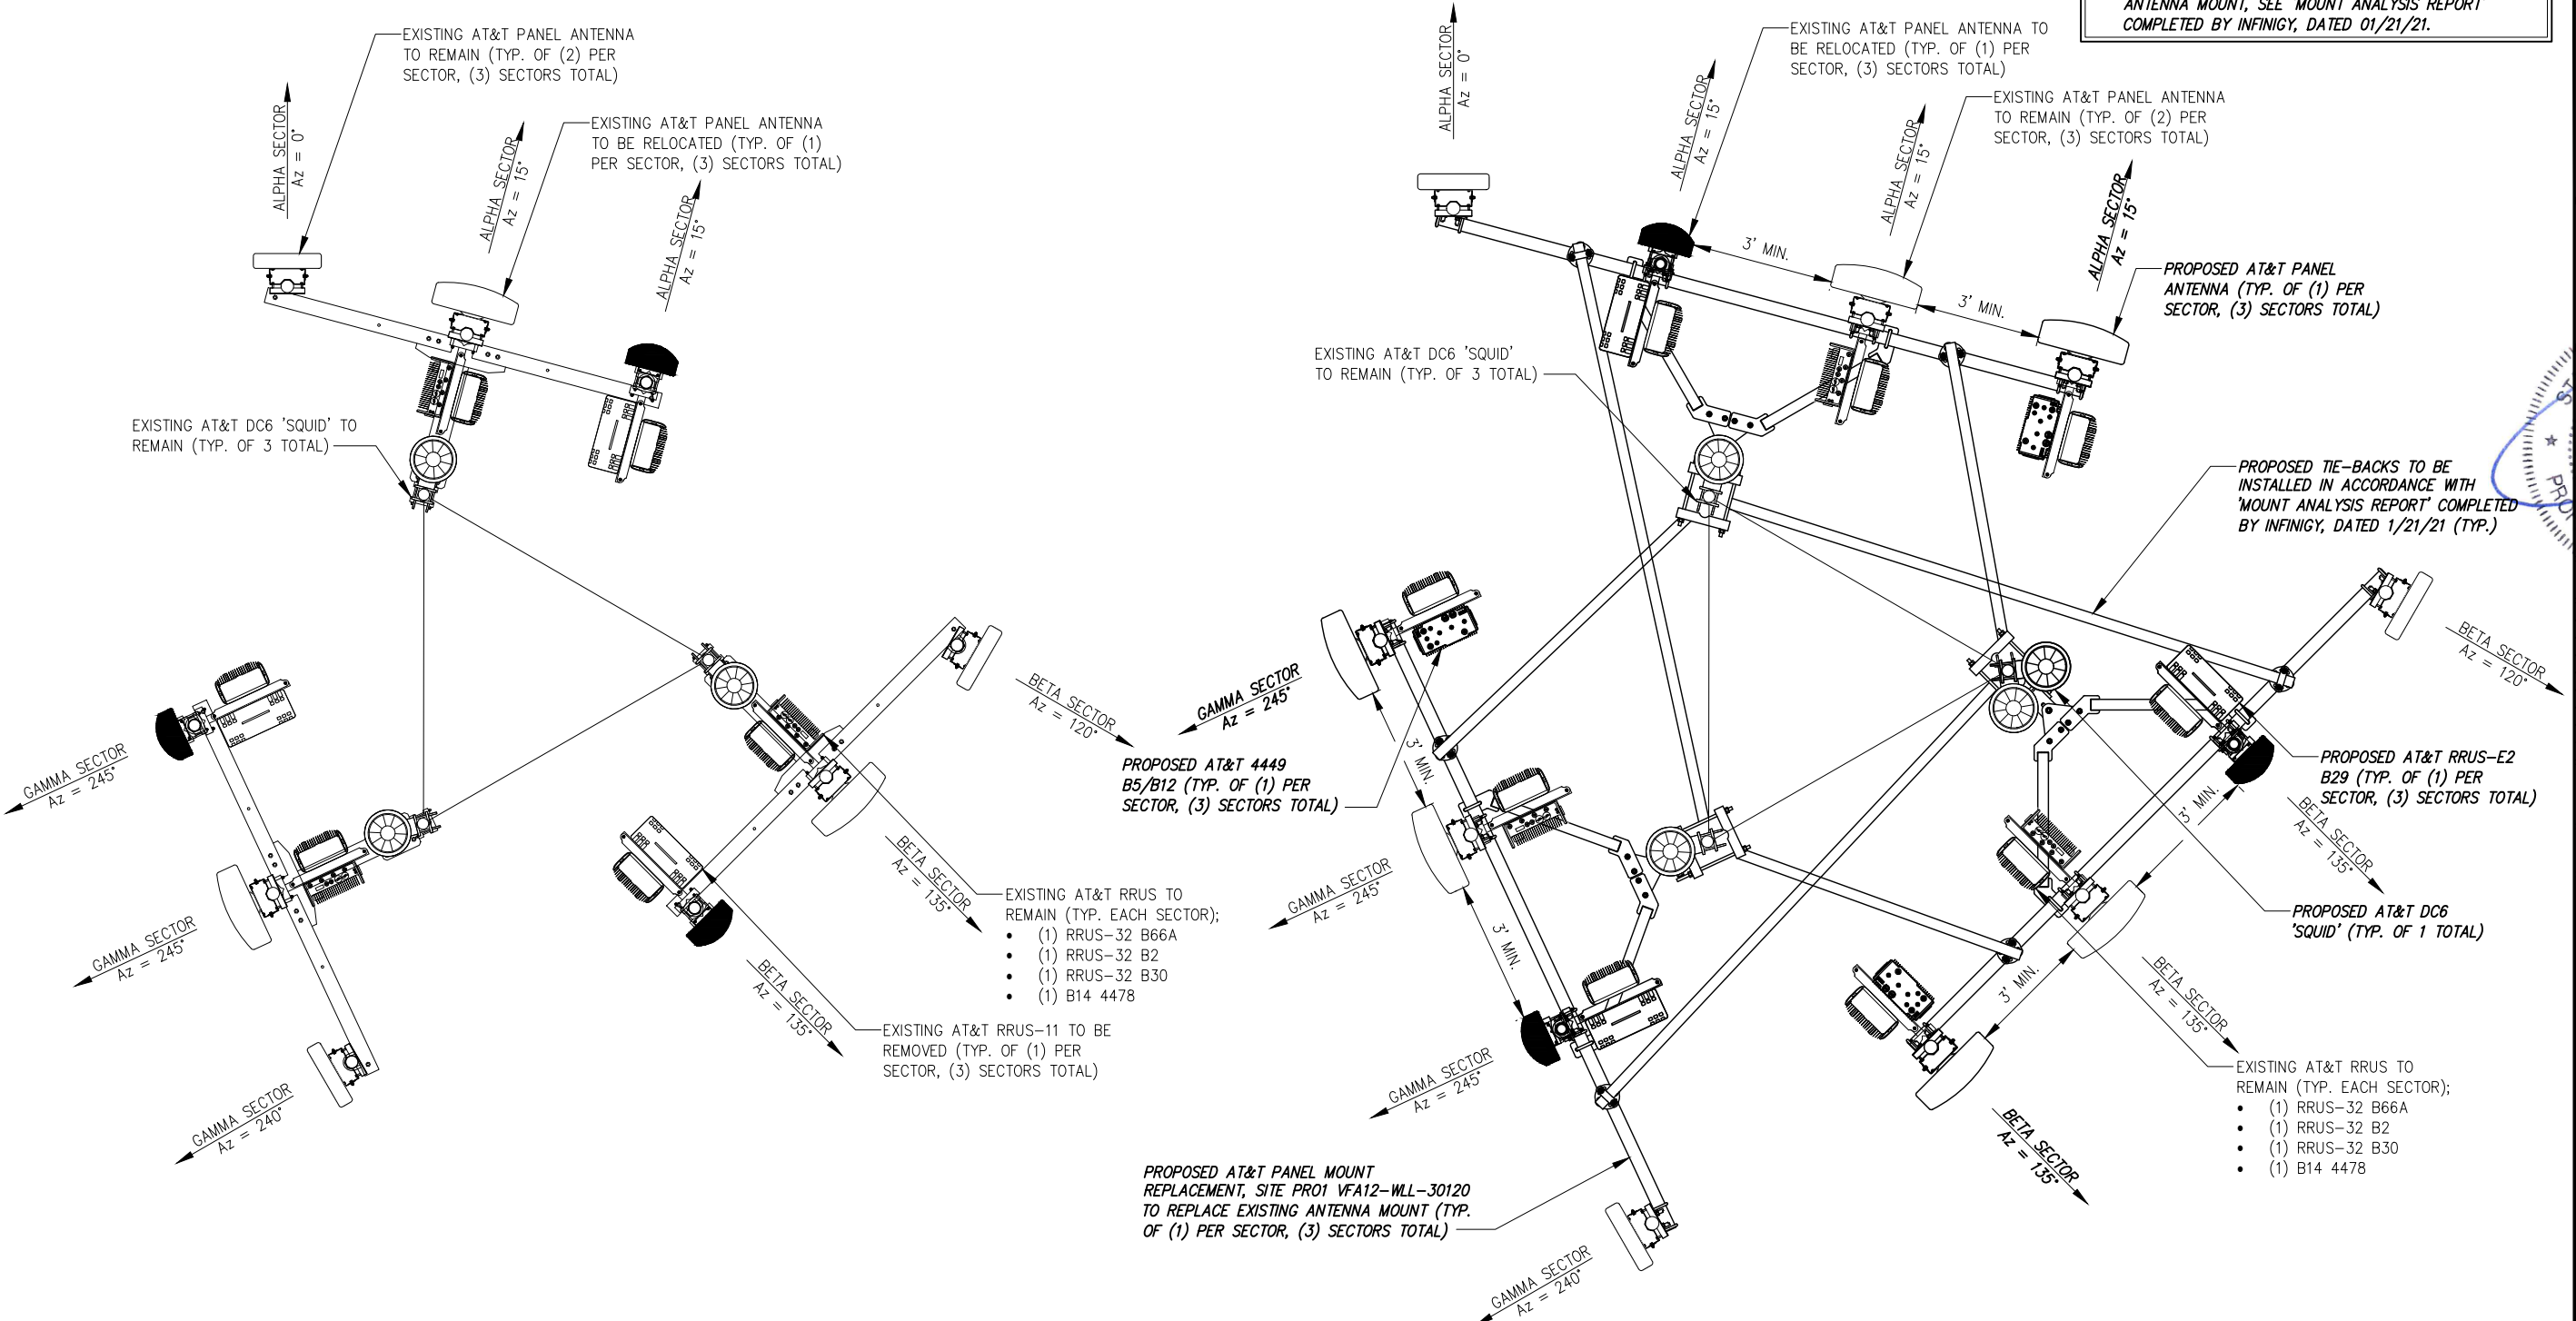 EXISTING AT&T PANEL ANTENNA
TO REMAIN (TYP. OF (2) PER
SECTOR, (3) SECTORS TOTAL)
ALPHA SECTOR
Az = 0°
ALPHA SECTOR
Az = 15°
EXISTING AT&T PANEL ANTENNA
TO BE RELOCATED (TYP. OF (1)
PER SECTOR, (3) SECTORS TOTAL)
ALPHA SECTOR
Az = 15°
EXISTING AT&T DC6 'SQUID' TO
REMAIN (TYP. OF 3 TOTAL)
BETA SECTOR
Az = 120°
BETA SECTOR
Az = 135°
BETA SECTOR
Az = 135°
GAMMA SECTOR
Az = 245°
GAMMA SECTOR
Az = 245°
GAMMA SECTOR
Az = 240°
EXISTING AT&T RRUS TO
REMAIN (TYP. EACH SECTOR);
• (1) RRUS-32 B66A
• (1) RRUS-32 B2
• (1) RRUS-32 B30
• (1) B14 4478
EXISTING AT&T RRUS-11 TO BE
REMOVED (TYP. OF (1) PER
SECTOR, (3) SECTORS TOTAL)
ANTENNA MOUNT, SEE 'MOUNT ANALYSIS REPORT'
COMPLETED BY INFINIGY, DATED 01/21/21.
ALPHA SECTOR
Az = 0°
ALPHA SECTOR
Az = 15°
EXISTING AT&T PANEL ANTENNA TO
BE RELOCATED (TYP. OF (1) PER
SECTOR, (3) SECTORS TOTAL)
ALPHA SECTOR
Az = 15°
EXISTING AT&T PANEL ANTENNA
TO REMAIN (TYP. OF (2) PER
SECTOR, (3) SECTORS TOTAL)
ALPHA SECTOR
Az = 15°
3' MIN.
3' MIN.
PROPOSED AT&T PANEL
ANTENNA (TYP. OF (1) PER
SECTOR, (3) SECTORS TOTAL)
EXISTING AT&T DC6 'SQUID'
TO REMAIN (TYP. OF 3 TOTAL)
PROPOSED TIE-BACKS TO BE
INSTALLED IN ACCORDANCE WITH
'MOUNT ANALYSIS REPORT' COMPLETED
BY INFINIGY, DATED 1/21/21 (TYP.)
BETA SECTOR
Az = 120°
GAMMA SECTOR
Az = 245°
PROPOSED AT&T 4449
B5/B12 (TYP. OF (1) PER
SECTOR, (3) SECTORS TOTAL)
3' MIN.
3' MIN.
PROPOSED AT&T RRUS-E2
B29 (TYP. OF (1) PER
SECTOR, (3) SECTORS TOTAL)
3' MIN.
BETA SECTOR
Az = 135°
PROPOSED AT&T DC6
'SQUID' (TYP. OF 1 TOTAL)
GAMMA SECTOR
Az = 245°
3' MIN.
BETA SECTOR
Az = 135°
GAMMA SECTOR
Az = 245°
EXISTING AT&T RRUS TO
REMAIN (TYP. EACH SECTOR);
• (1) RRUS-32 B66A
• (1) RRUS-32 B2
• (1) RRUS-32 B30
• (1) B14 4478
BETA SECTOR
Az = 135°
PROPOSED AT&T PANEL MOUNT
REPLACEMENT, SITE PRO1 VFA12-WLL-30120
TO REPLACE EXISTING ANTENNA MOUNT (TYP.
OF (1) PER SECTOR, (3) SECTORS TOTAL)
GAMMA SECTOR
Az = 240°